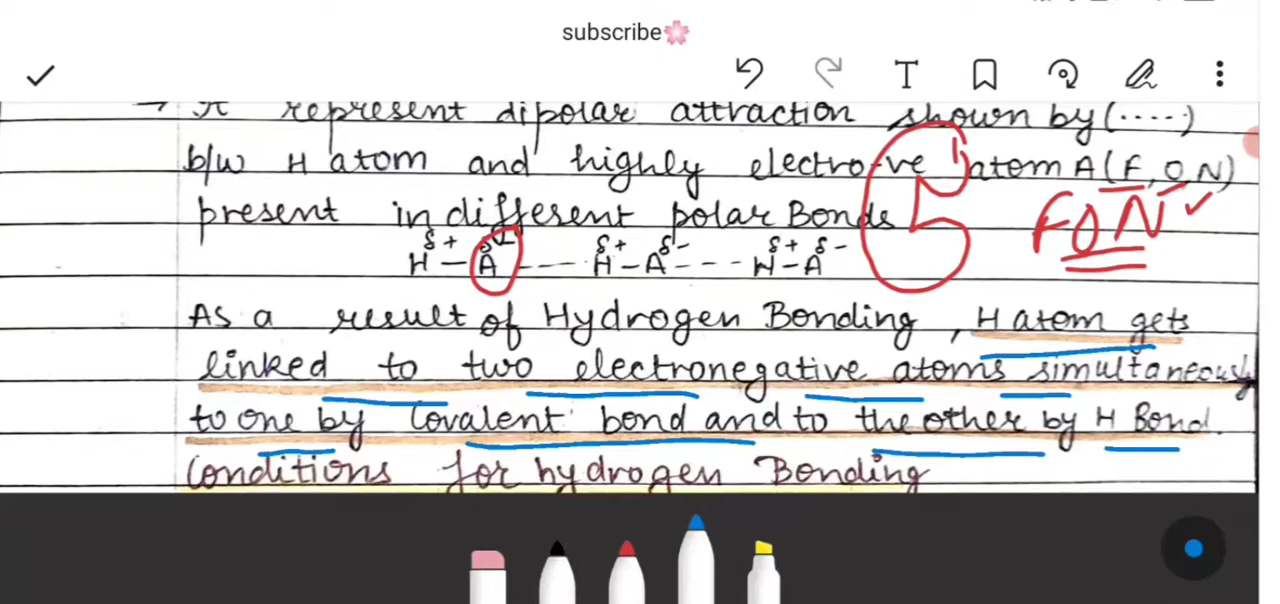 subscribe🌸
T
→ It represent dipolar attraction shown by (.....)
b/w H atom and highly electro-ve atom A (F, O, N)
present in different polar Bonds
FON ✓
δ+ δ- δ+ δ- δ+ δ-
H – A ---- H – A ---- H – A
As a result of Hydrogen Bonding, H atom gets
linked to two electronegative atoms simultaneously
to one by Covalent bond and to the other by H Bond.
Conditions for hydrogen Bonding